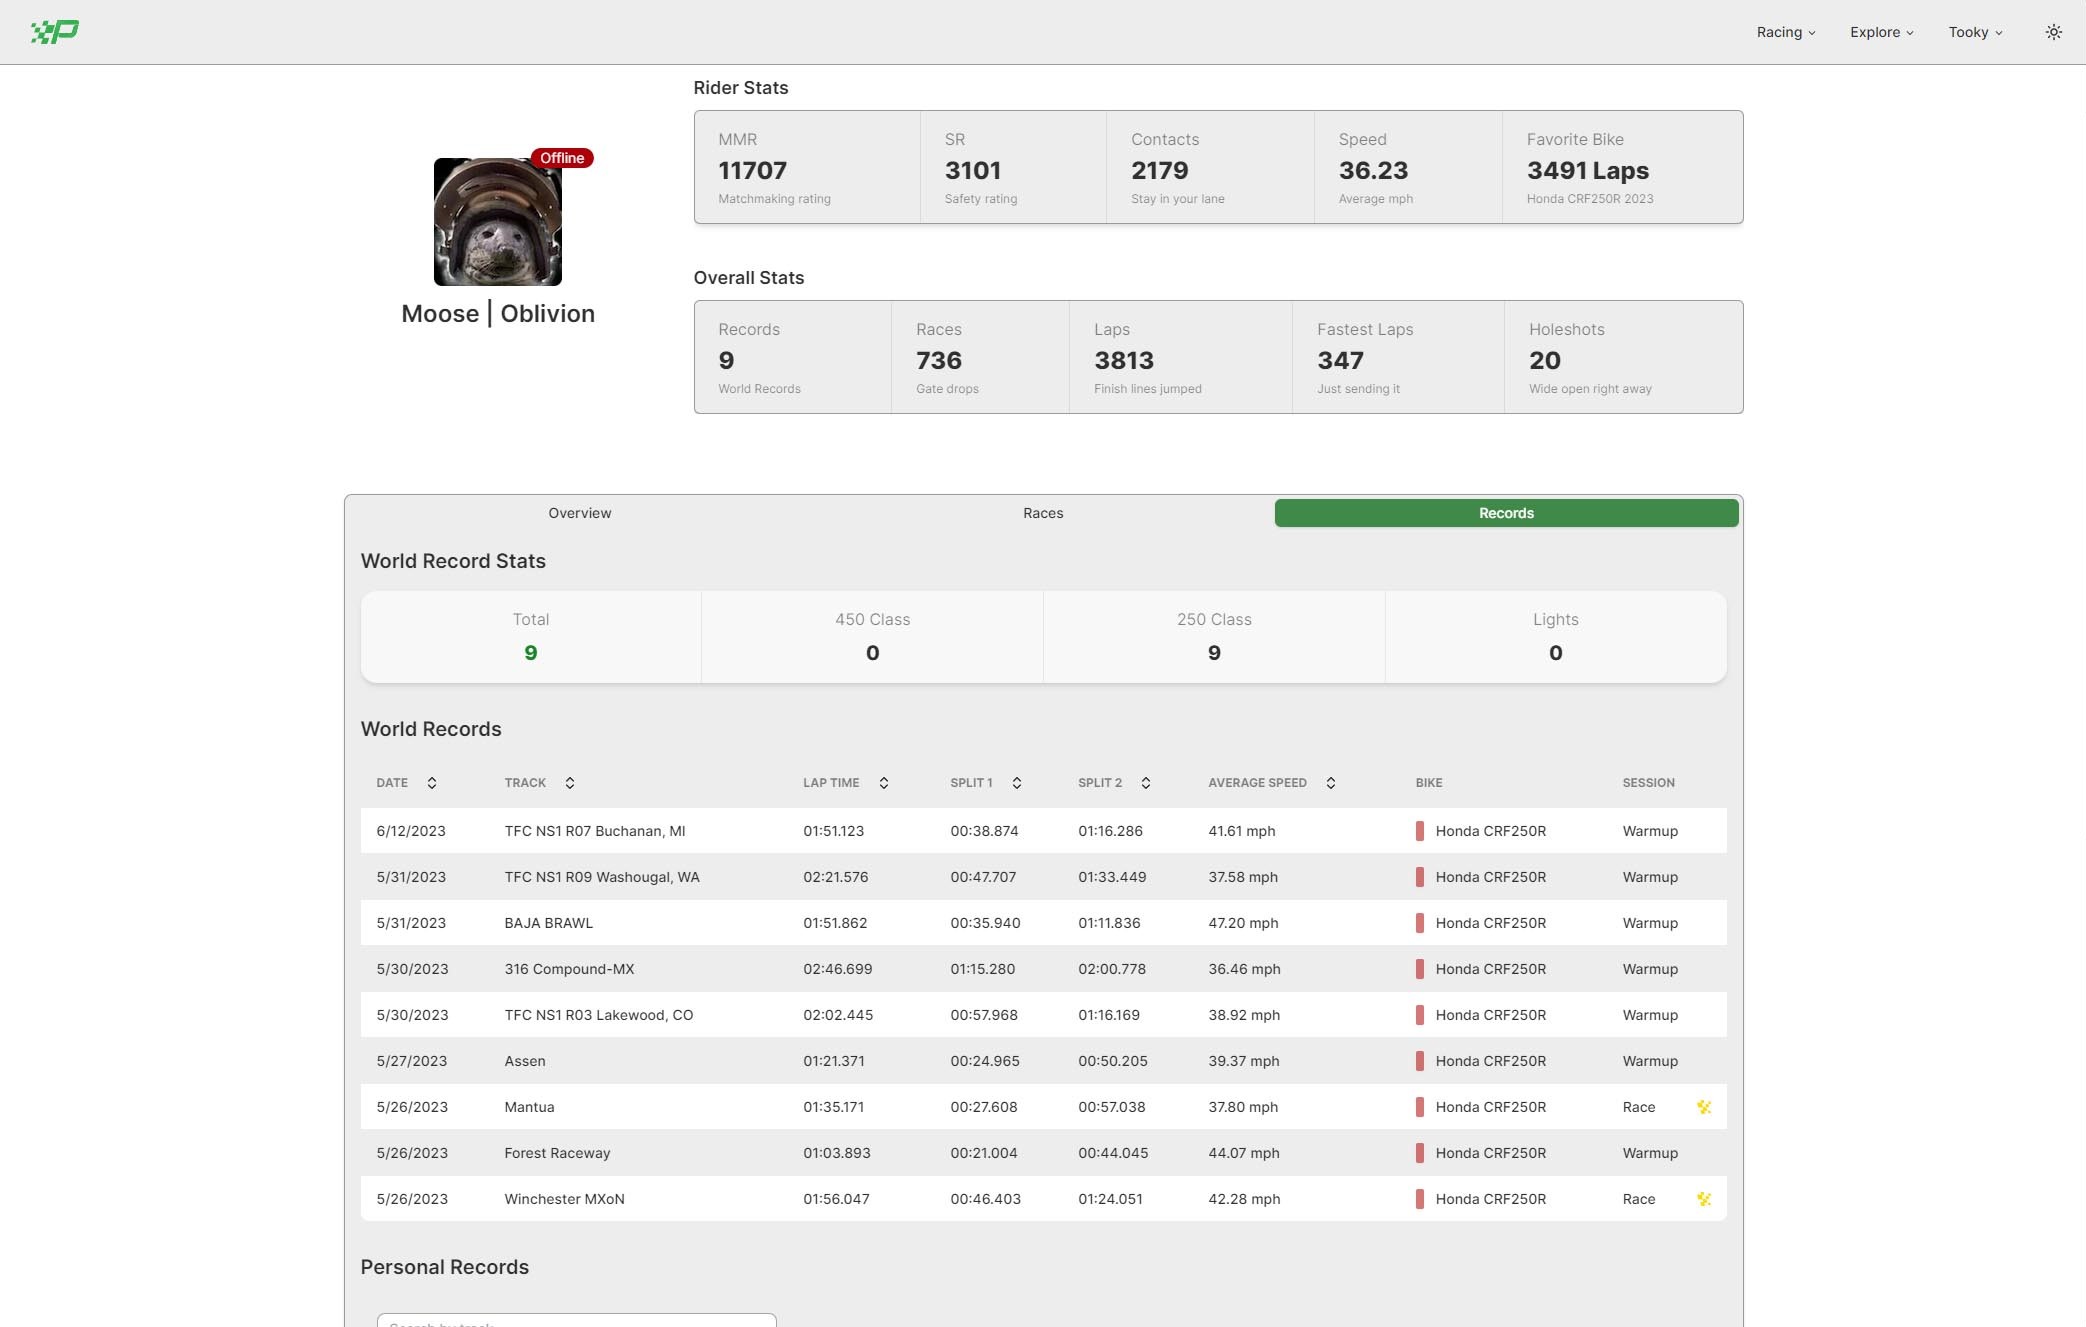 Racing
Explore
Tooky
Rider Stats
MMR
11707
Matchmaking rating
SR
3101
Safety rating
Contacts
2179
Stay in your lane
Speed
36.23
Average mph
Favorite Bike
3491 Laps
Honda CRF250R 2023
Offline
Moose | Oblivion
Overall Stats
Records
9
World Records
Races
736
Gate drops
Laps
3813
Finish lines jumped
Fastest Laps
347
Just sending it
Holeshots
20
Wide open right away
Overview
Races
Records
World Record Stats
Total
9
450 Class
0
250 Class
9
Lights
0
World Records
DATE TRACK LAP TIME SPLIT 1 SPLIT 2 AVERAGE SPEED BIKE SESSION
6/12/2023 TFC NS1 R07 Buchanan, MI 01:51.123 00:38.874 01:16.286 41.61 mph Honda CRF250R Warmup
5/31/2023 TFC NS1 R09 Washougal, WA 02:21.576 00:47.707 01:33.449 37.58 mph Honda CRF250R Warmup
5/31/2023 BAJA BRAWL 01:51.862 00:35.940 01:11.836 47.20 mph Honda CRF250R Warmup
5/30/2023 316 Compound-MX 02:46.699 01:15.280 02:00.778 36.46 mph Honda CRF250R Warmup
5/30/2023 TFC NS1 R03 Lakewood, CO 02:02.445 00:57.968 01:16.169 38.92 mph Honda CRF250R Warmup
5/27/2023 Assen 01:21.371 00:24.965 00:50.205 39.37 mph Honda CRF250R Warmup
5/26/2023 Mantua 01:35.171 00:27.608 00:57.038 37.80 mph Honda CRF250R Race
5/26/2023 Forest Raceway 01:03.893 00:21.004 00:44.045 44.07 mph Honda CRF250R Warmup
5/26/2023 Winchester MXoN 01:56.047 00:46.403 01:24.051 42.28 mph Honda CRF250R Race
Personal Records